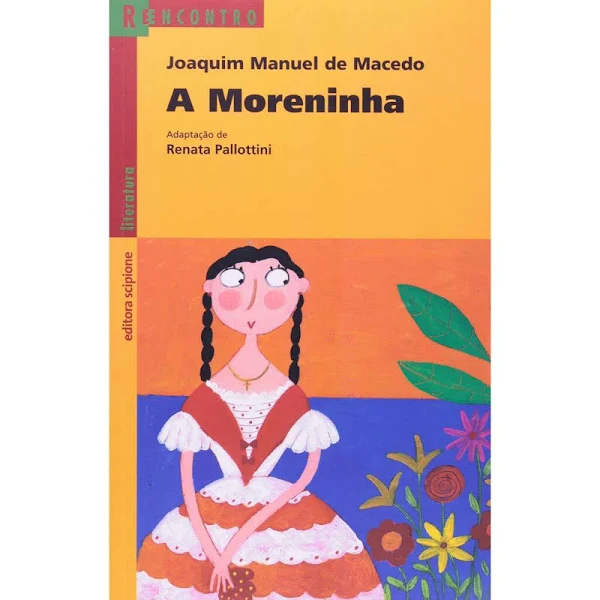 REENCONTRO
Joaquim Manuel de Macedo
A Moreninha
Adaptação de
Renata Pallottini
literatura
editora scipione